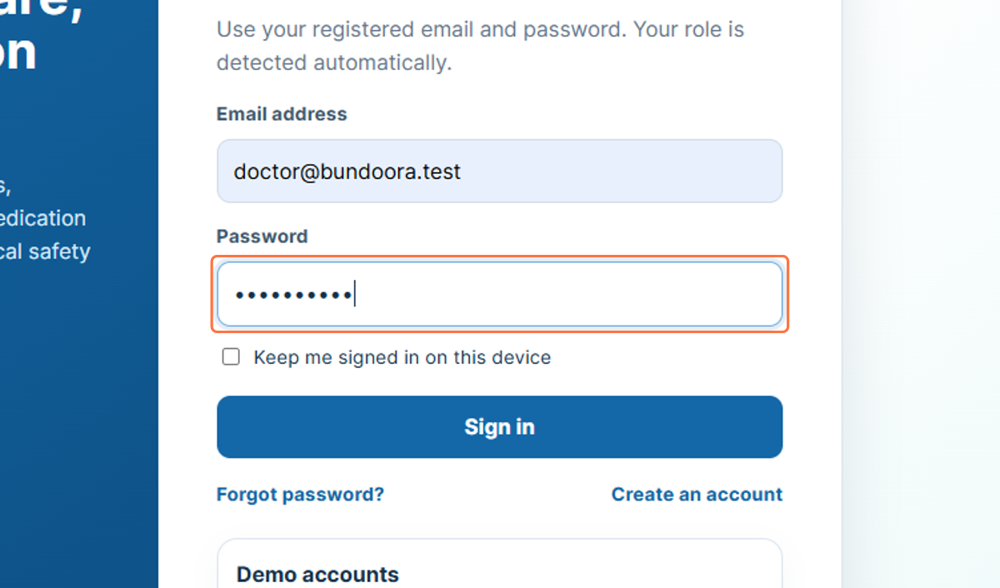 on
s,
edication
cal safety
Use your registered email and password. Your role is
detected automatically.
Email address
doctor@bundoora.test
Password
••••••••••
Keep me signed in on this device
Sign in
Forgot password?
Create an account
Demo accounts